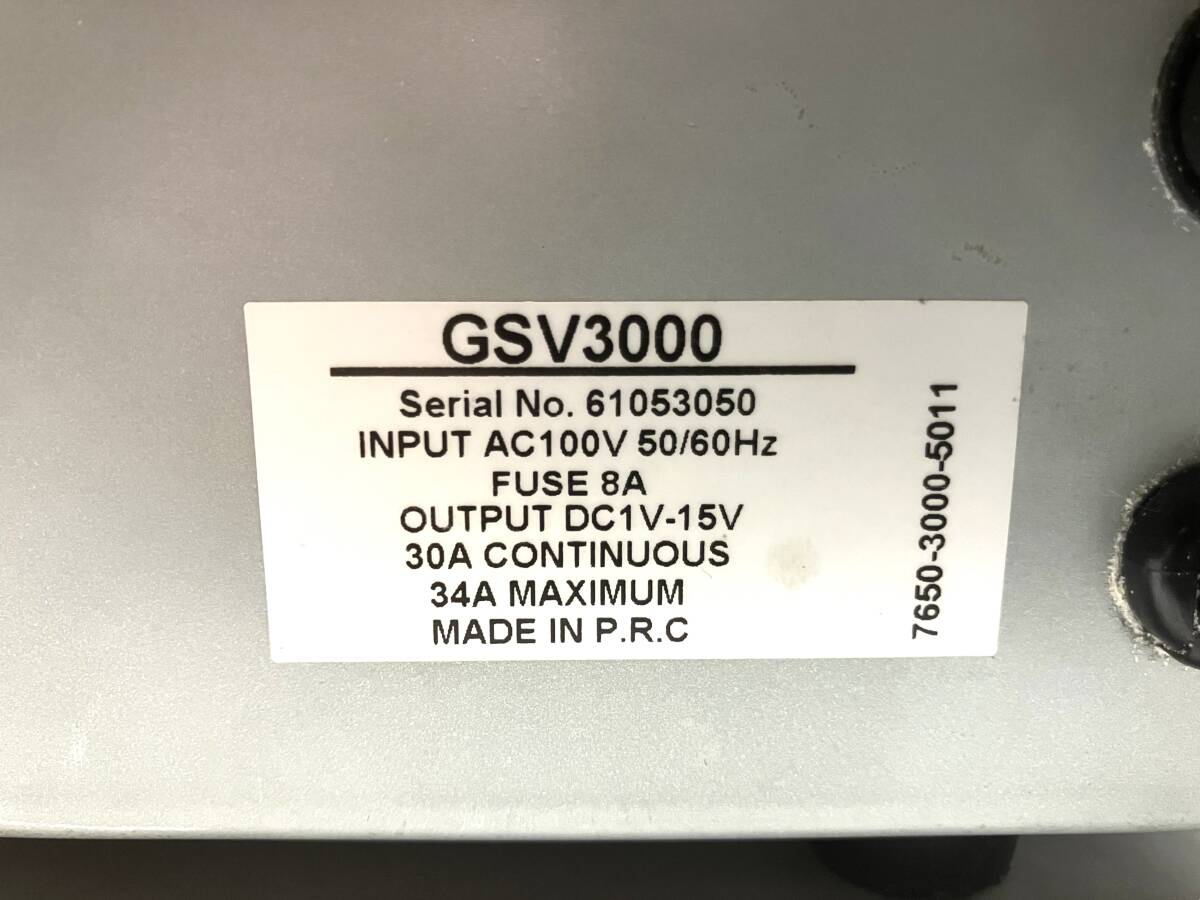 GSV3000
Serial No. 61053050
INPUT AC100V 50/60Hz
FUSE 8A
OUTPUT DC1V-15V
30A CONTINUOUS
34A MAXIMUM
MADE IN P.R.C
7650-3000-5011